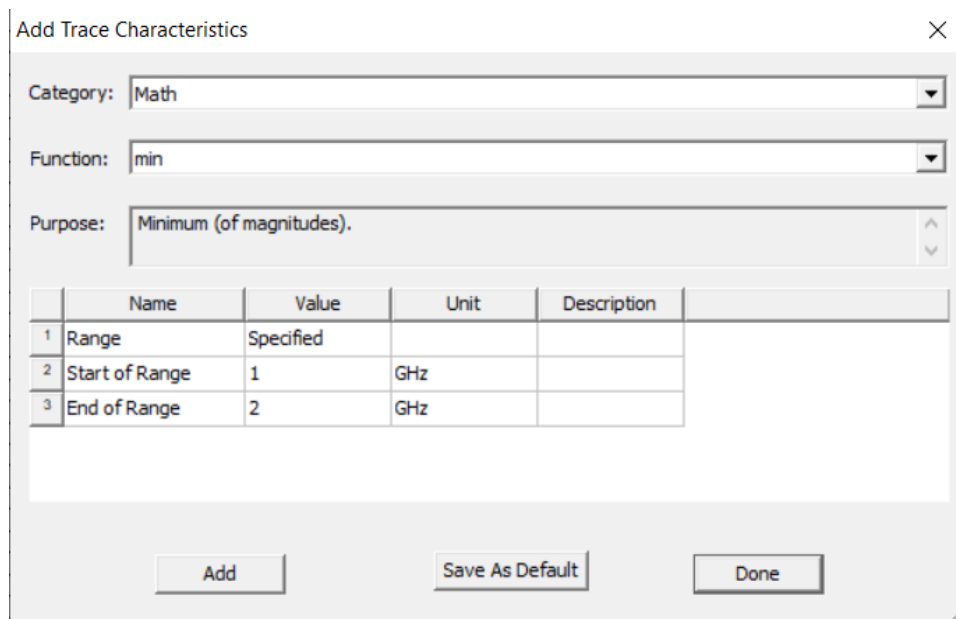 Add Trace Characteristics
Category: Math
Function: min
Purpose: Minimum (of magnitudes).
Name Value Unit Description
1 Range Specified
2 Start of Range 1 GHz
3 End of Range 2 GHz
Add Save As Default Done